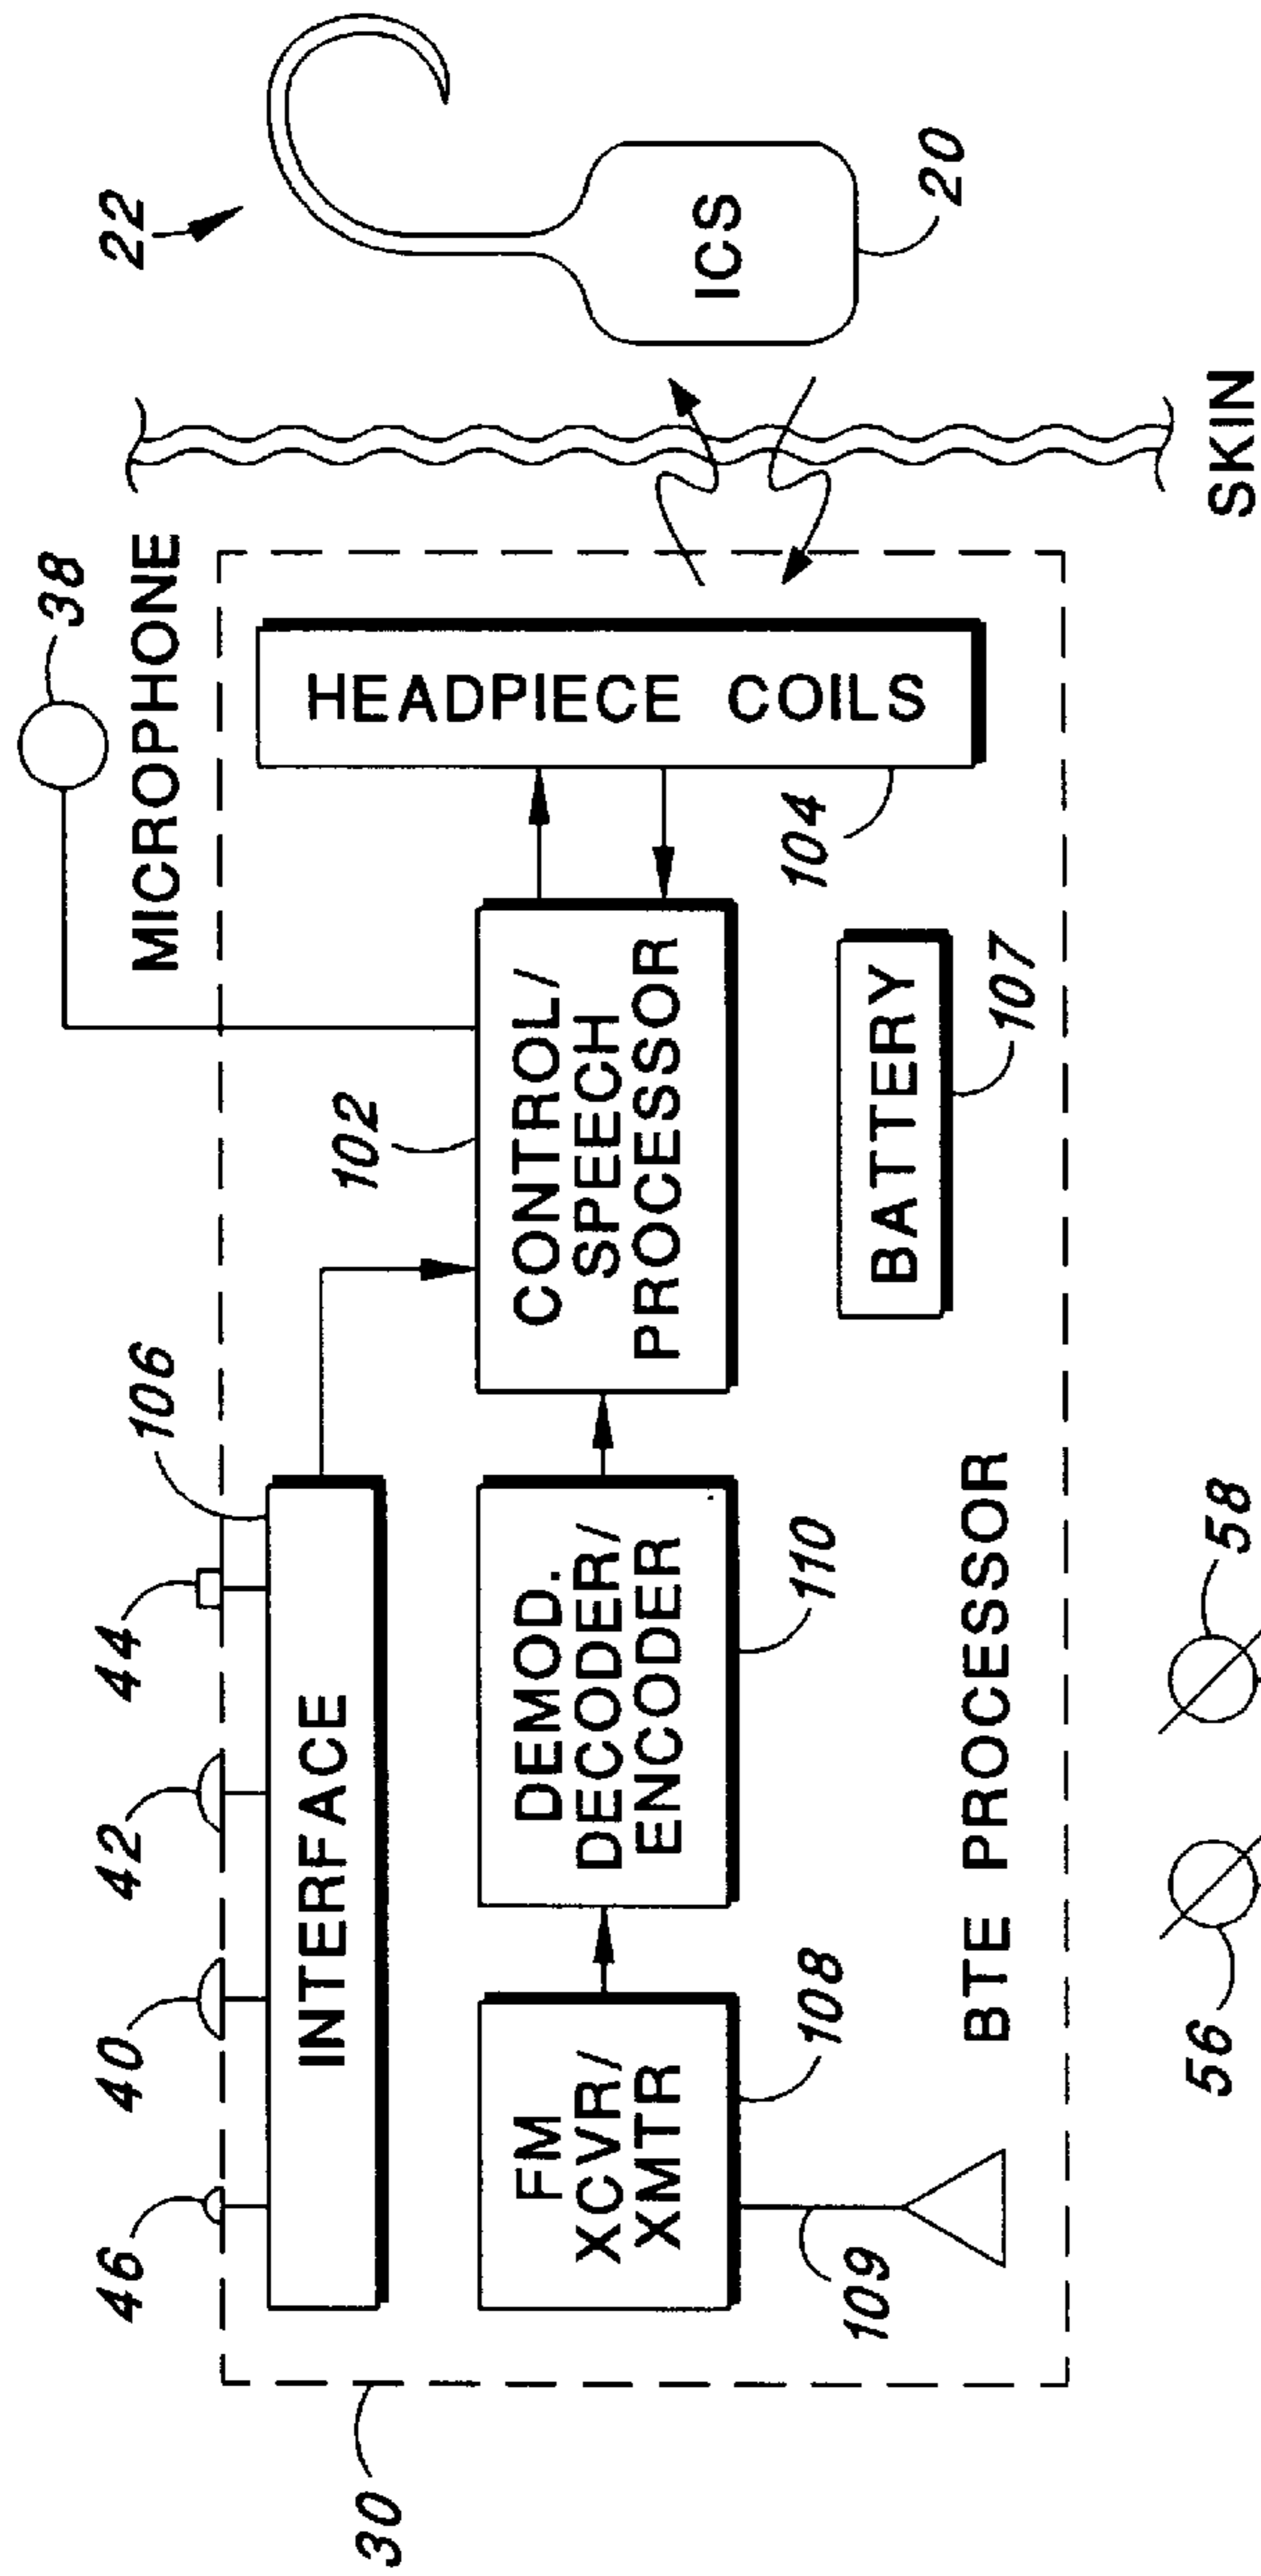 46
40
42
44
106
MICROPHONE
38
22
INTERFACE
102
HEADPIECE COILS
ICS
20
FM
XCVR/
XMTR
DEMOD.
DECODER/
ENCODER
CONTROL/
SPEECH
PROCESSOR
30
109
108
110
104
BATTERY
107
BTE PROCESSOR
SKIN
56
58